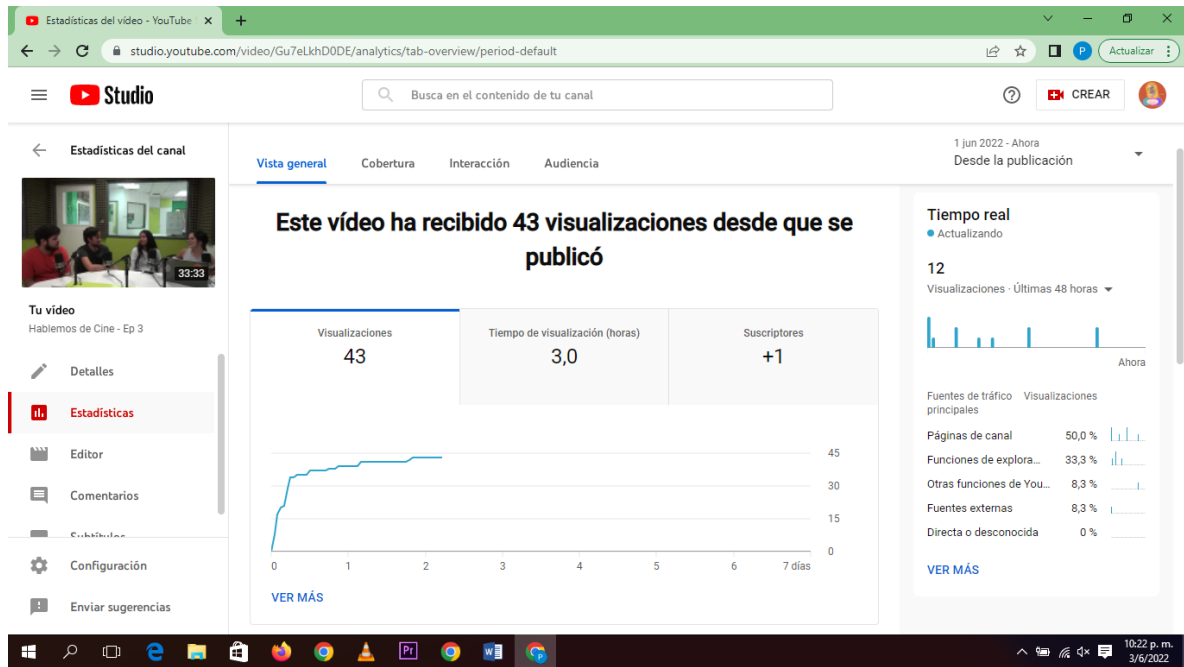 Estadísticas del vídeo - YouTube
studio.youtube.com/video/Gu7eLkhD0DE/analytics/tab-overview/period-default
P
Actualizar
Studio
Busca en el contenido de tu canal
CREAR
Estadísticas del canal
33:33
Tu vídeo
Hablemos de Cine - Ep 3
Detalles
Estadísticas
Editor
Comentarios
Subtítulos
Configuración
Enviar sugerencias
Vista general
Cobertura
Interacción
Audiencia
1 jun 2022 - Ahora
Desde la publicación
Este vídeo ha recibido 43 visualizaciones desde que se
publicó
Visualizaciones
43
Tiempo de visualización (horas)
3,0
Suscriptores
+1
45
30
15
0
0 1 2 3 4 5 6 7 días
VER MÁS
Tiempo real
Actualizando
12
Visualizaciones · Últimas 48 horas
Ahora
Fuentes de tráfico Visualizaciones
principales
Páginas de canal 50,0 %
Funciones de explora... 33,3 %
Otras funciones de You... 8,3 %
Fuentes externas 8,3 %
Directa o desconocida 0 %
VER MÁS
Pr
10:22 p. m.
3/6/2022